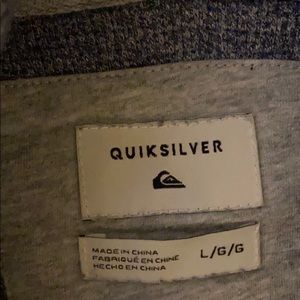 QUIKSILVER
MADE IN CHINA
FABRIQUÉ EN CHINE
HECHO EN CHINA
L/G/G